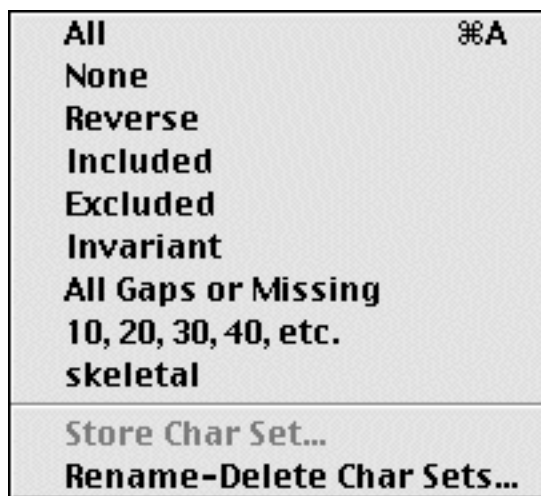 All ⌘A
None
Reverse
Included
Excluded
Invariant
All Gaps or Missing
10, 20, 30, 40, etc.
skeletal
Store Char Set...
Rename-Delete Char Sets...